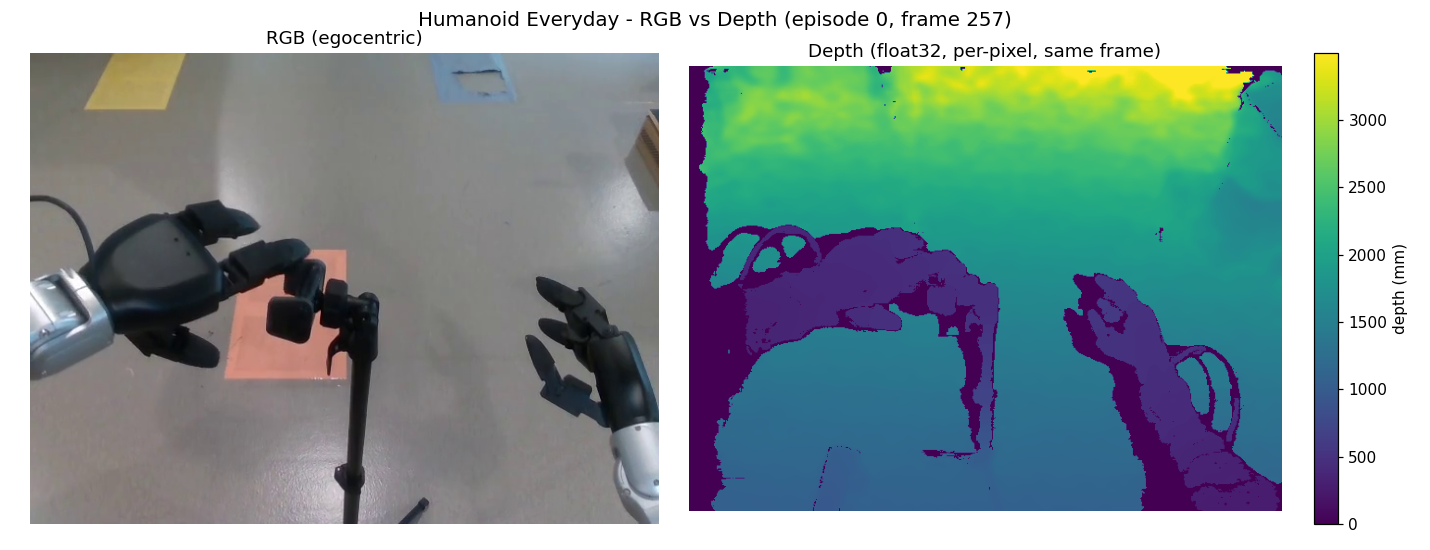 Humanoid Everyday - RGB vs Depth (episode 0, frame 257)
RGB (egocentric)
Depth (float32, per-pixel, same frame)
3000
2500
2000
1500
1000
500
0
depth (mm)